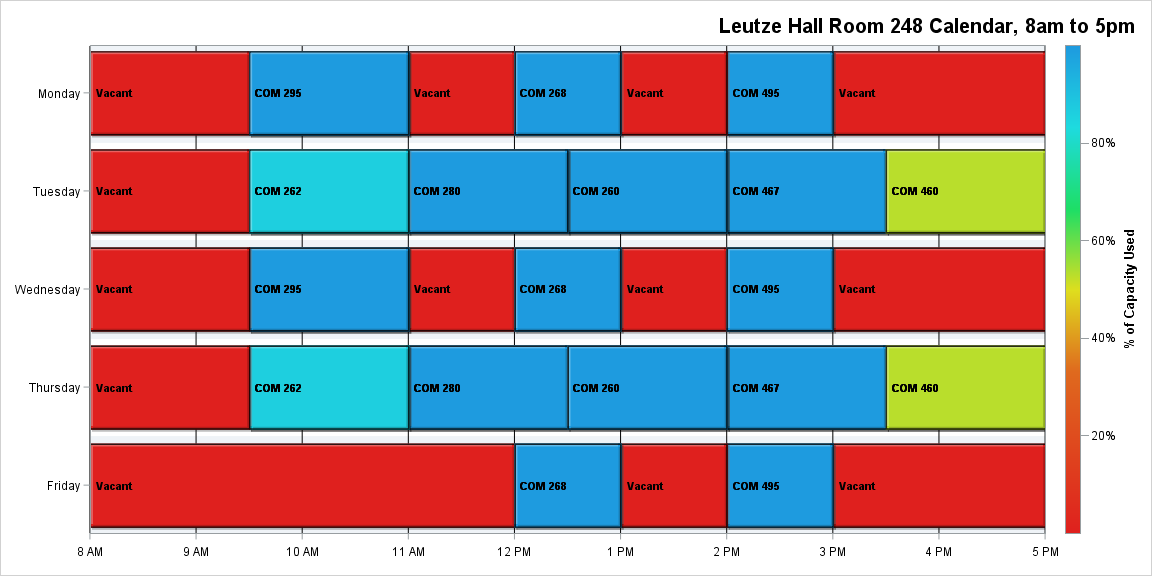 Leutze Hall Room 248 Calendar, 8am to 5pm
Monday
Vacant
COM 295
Vacant
COM 268
Vacant
COM 495
Vacant
Tuesday
Vacant
COM 262
COM 280
COM 260
COM 467
COM 460
Wednesday
Vacant
COM 295
Vacant
COM 268
Vacant
COM 495
Vacant
Thursday
Vacant
COM 262
COM 280
COM 260
COM 467
COM 460
Friday
Vacant
COM 268
Vacant
COM 495
Vacant
8 AM
9 AM
10 AM
11 AM
12 PM
1 PM
2 PM
3 PM
4 PM
5 PM
80%
60%
40%
20%
% of Capacity Used